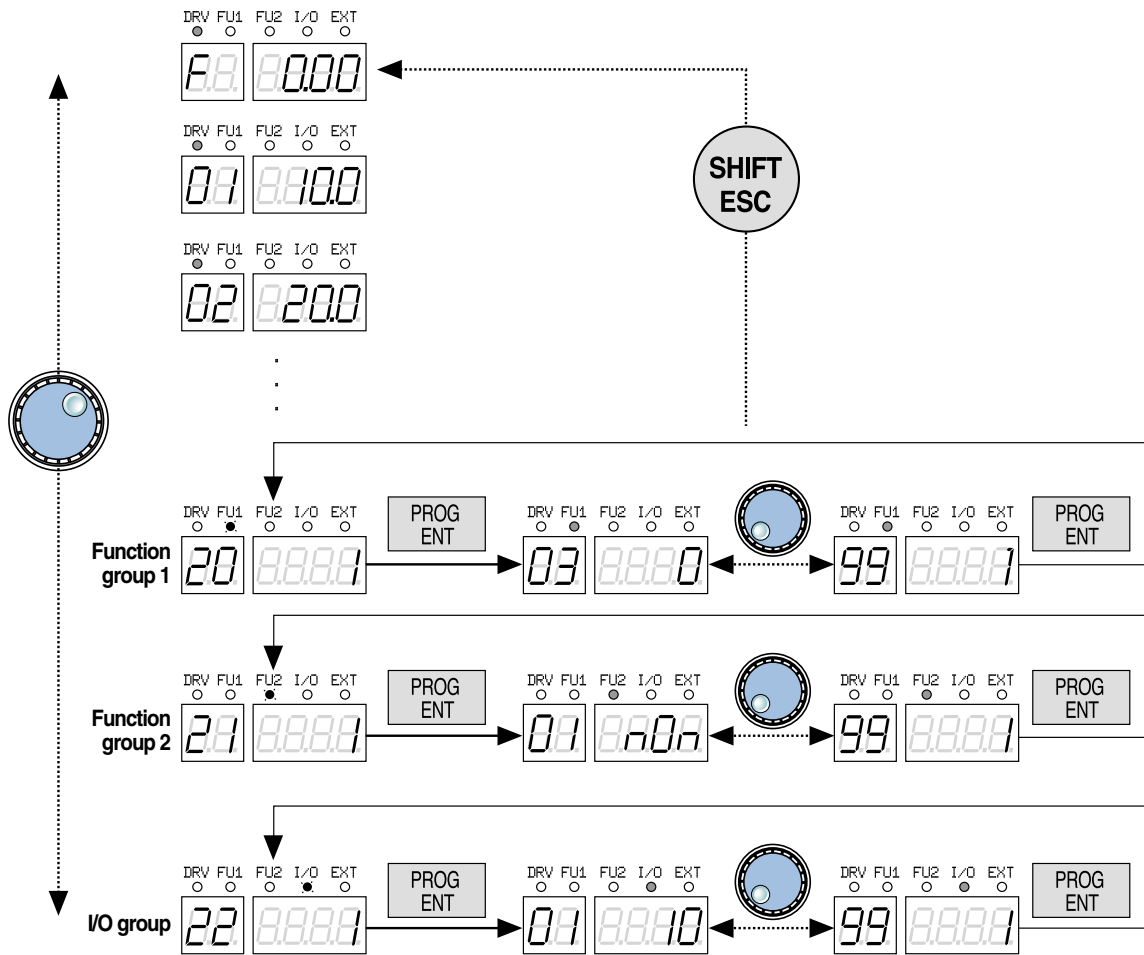 DRV FU1 FU2 I/O EXT
F 0.00
DRV FU1 FU2 I/O EXT
01 10.0
SHIFT
ESC
DRV FU1 FU2 I/O EXT
02 20.0
DRV FU1 FU2 I/O EXT
PROG
ENT
DRV FU1 FU2 I/O EXT
DRV FU1 FU2 I/O EXT
PROG
ENT
Function
group 1
20 1
03 0
99 1
DRV FU1 FU2 I/O EXT
PROG
ENT
DRV FU1 FU2 I/O EXT
DRV FU1 FU2 I/O EXT
PROG
ENT
Function
group 2
21 1
01 nOn
99 1
DRV FU1 FU2 I/O EXT
PROG
ENT
DRV FU1 FU2 I/O EXT
DRV FU1 FU2 I/O EXT
PROG
ENT
I/O group
22 1
01 10
99 1